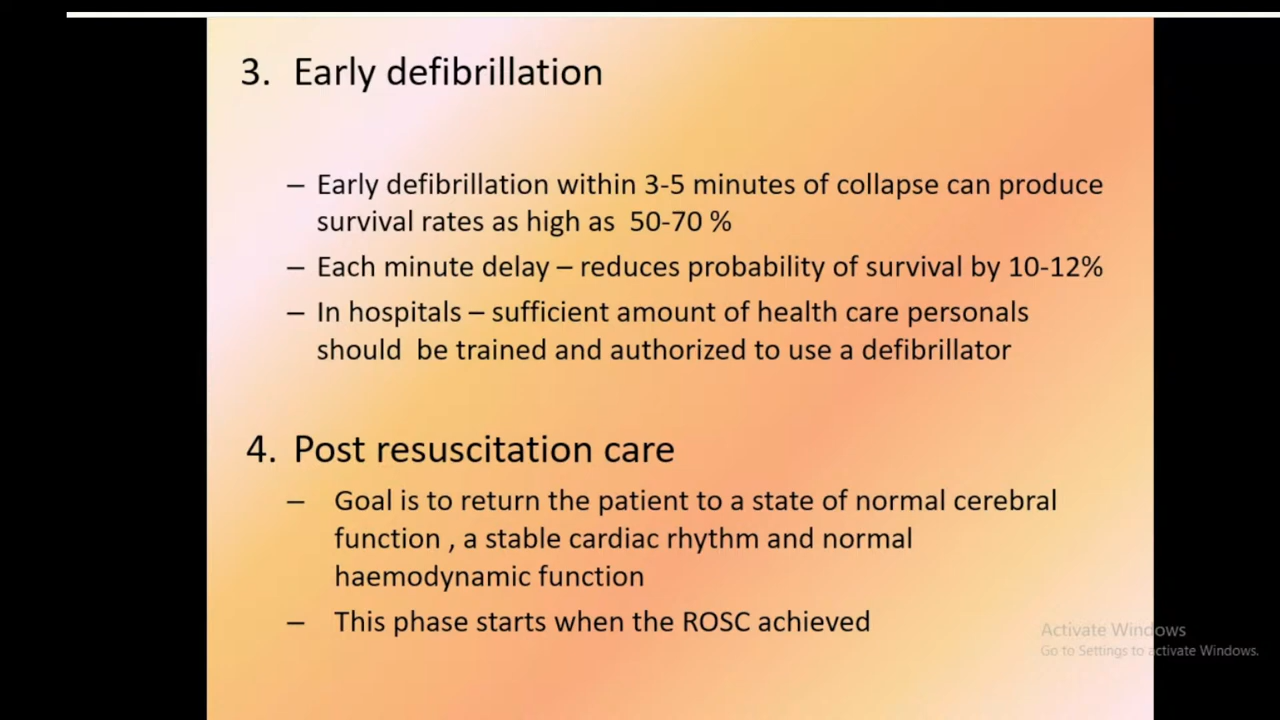 3. Early defibrillation
– Early defibrillation within 3-5 minutes of collapse can produce
survival rates as high as 50-70 %
– Each minute delay – reduces probability of survival by 10-12%
– In hospitals – sufficient amount of health care personals
should be trained and authorized to use a defibrillator
4. Post resuscitation care
– Goal is to return the patient to a state of normal cerebral
function , a stable cardiac rhythm and normal
haemodynamic function
– This phase starts when the ROSC achieved
Activate Windows
Go to Settings to activate Windows.